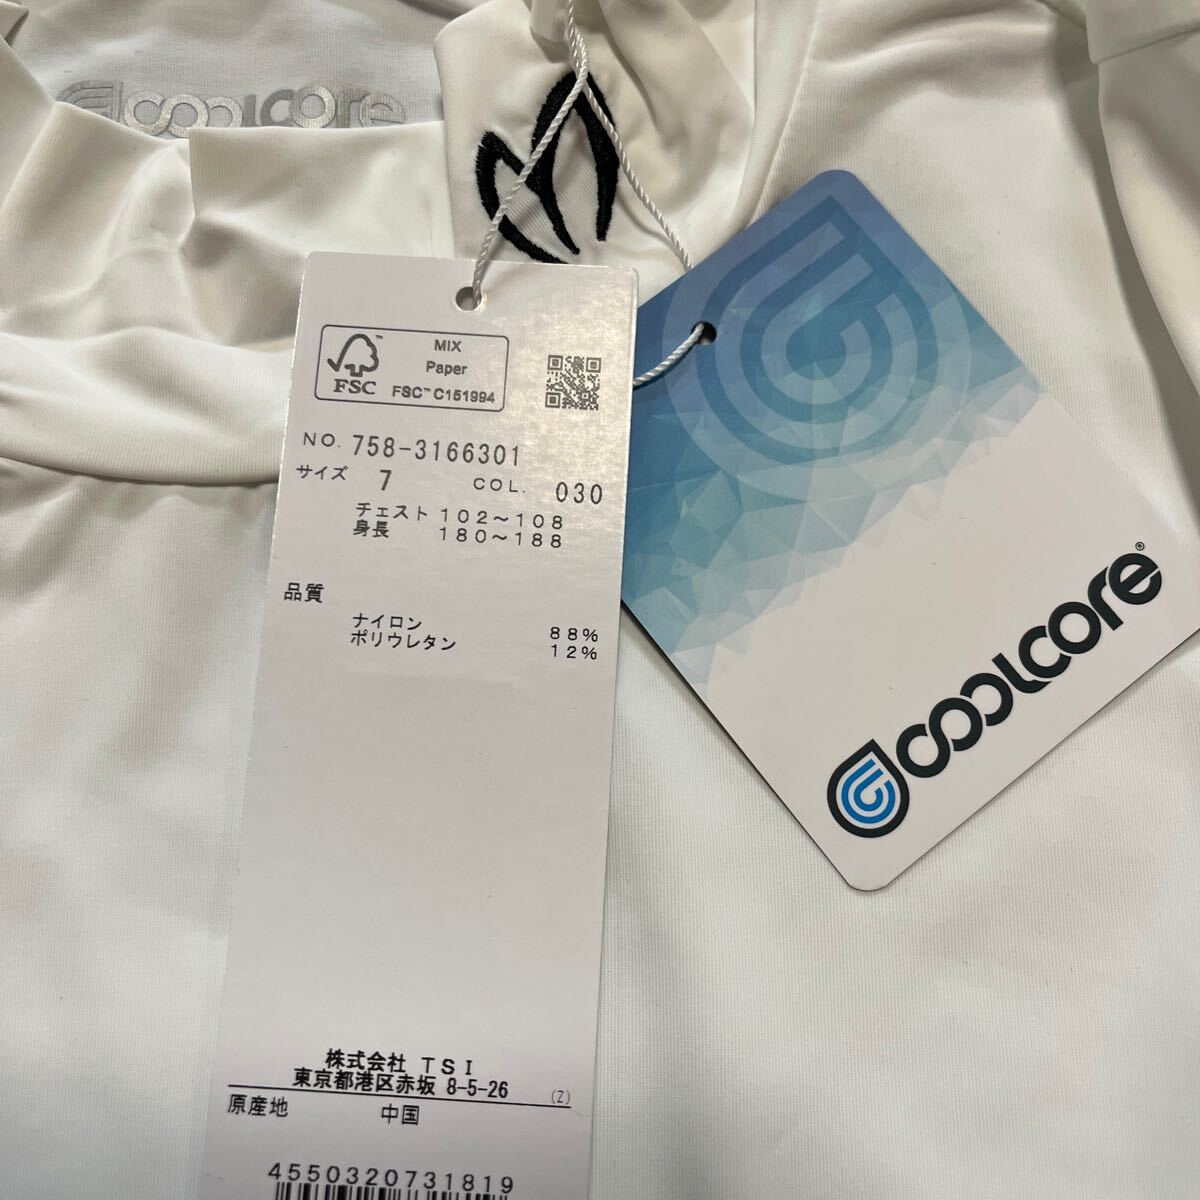 coolcore
MIX
Paper
FSC™ C151994
FSC
NO. 758-3166301
サイズ 7 COL. 030
チェスト 102～108
身長 180～188
品質
ナイロン 88%
ポリウレタン 12%
株式会社 TSI
東京都港区赤坂 8-5-26 (Z)
原産地 中国
4550320731819
coolcore®